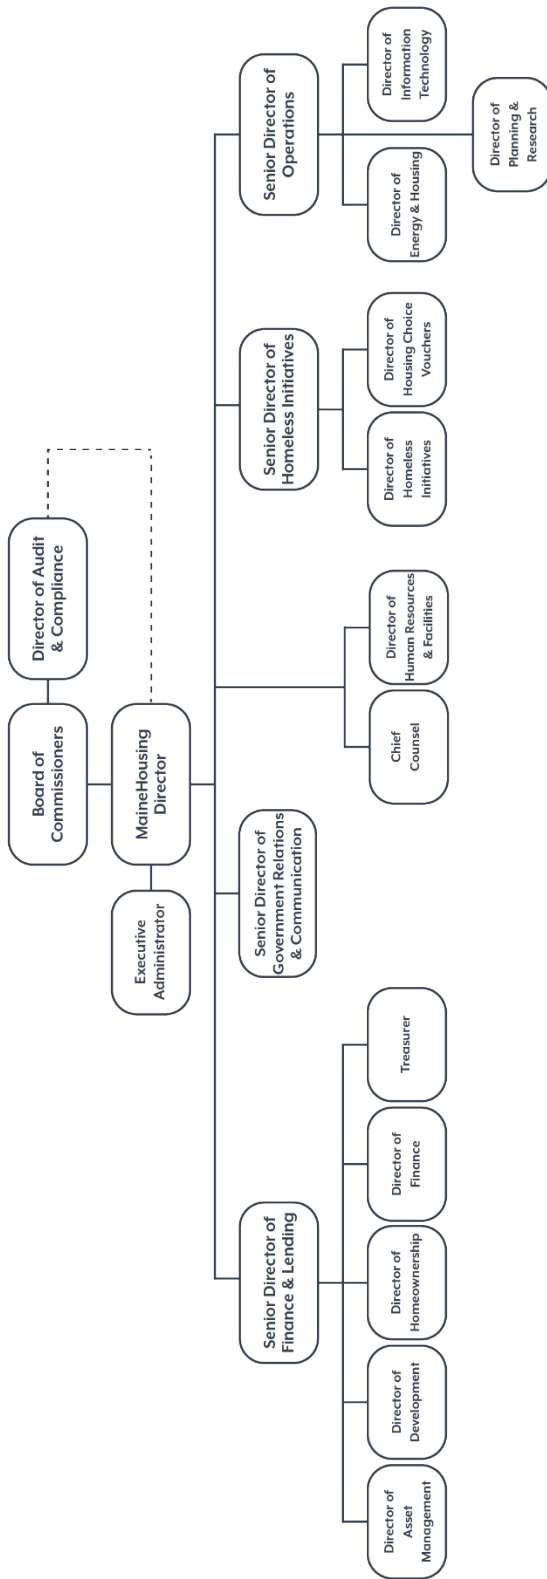 Board of
Commissioners
Director of Audit
& Compliance
Executive
Administrator
MaineHousing
Director
Senior Director of
Finance & Lending
Senior Director of
Government Relations
& Communication
Senior Director of
Homeless Initiatives
Senior Director of
Operations
Director of
Asset
Management
Director of
Development
Director of
Homeownership
Director of
Finance
Treasurer
Chief
Counsel
Director of
Human Resources
& Facilities
Director of
Homeless
Initiatives
Director of
Housing Choice
Vouchers
Director of
Energy & Housing
Director of
Information
Technology
Director of
Planning &
Research